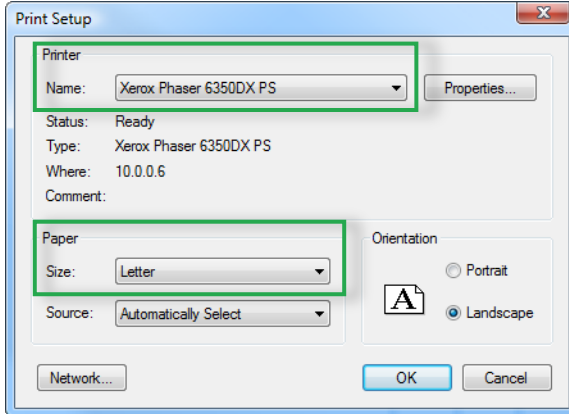 Print Setup
Printer
Name: Xerox Phaser 6350DX PS Properties...
Status: Ready
Type: Xerox Phaser 6350DX PS
Where: 10.0.0.6
Comment:
Paper
Size: Letter
Source: Automatically Select
Orientation
A
Portrait
Landscape
Network... OK Cancel